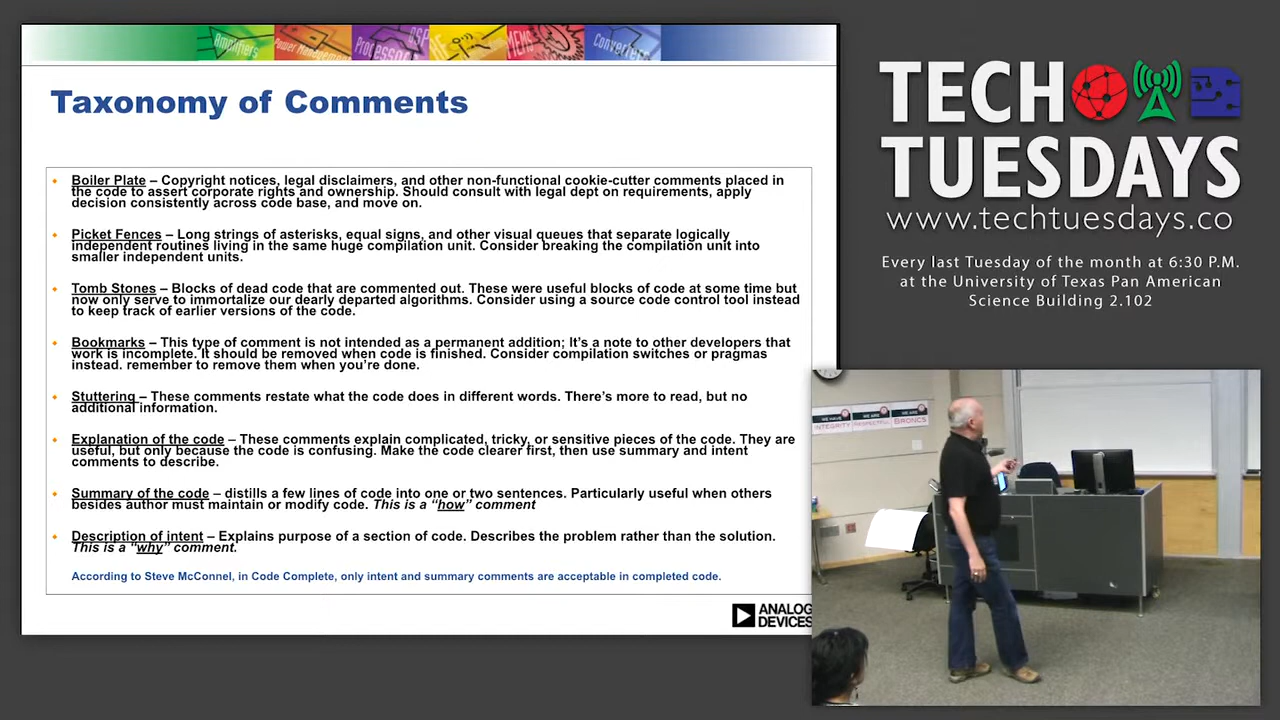 Amplifiers Power Management Processors DSP MEMS Converters
Taxonomy of Comments
Boiler Plate – Copyright notices, legal disclaimers, and other non-functional cookie-cutter comments placed in
the code to assert corporate rights and ownership. Should consult with legal dept on requirements, apply
decision consistently across code base, and move on.
Picket Fences – Long strings of asterisks, equal signs, and other visual queues that separate logically
independent routines living in the same huge compilation unit. Consider breaking the compilation unit into
smaller independent units.
Tomb Stones – Blocks of dead code that are commented out. These were useful blocks of code at some time but
now only serve to immortalize our dearly departed algorithms. Consider using a source code control tool instead
to keep track of earlier versions of the code.
Bookmarks – This type of comment is not intended as a permanent addition; It's a note to other developers that
work is incomplete. It should be removed when code is finished. Consider compilation switches or pragmas
instead. remember to remove them when you're done.
Stuttering – These comments restate what the code does in different words. There's more to read, but no
additional information.
Explanation of the code – These comments explain complicated, tricky, or sensitive pieces of the code. They are
useful, but only because the code is confusing. Make the code clearer first, then use summary and intent
comments to describe.
Summary of the code – distills a few lines of code into one or two sentences. Particularly useful when others
besides author must maintain or modify code. This is a "how" comment
Description of intent – Explains purpose of a section of code. Describes the problem rather than the solution.
This is a "why" comment.
According to Steve McConnel, in Code Complete, only intent and summary comments are acceptable in completed code.
ANALOG
DEVICES
TECH
TUESDAYS
www.techtuesdays.co
Every last Tuesday of the month at 6:30 P.M.
at the University of Texas Pan American
Science Building 2.102
WE HAVE
INTEGRITY
WE ARE
RESPECTFUL
WE ARE
BRONCS